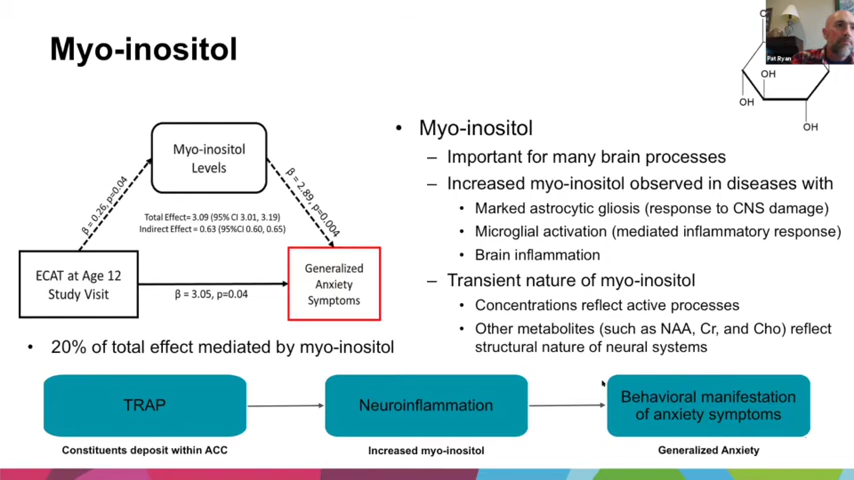 Myo-inositol
C
Pat Ryan
OH
OH
OH
Myo-inositol
Levels
β = 0.26, p=0.04
β = 2.89, p=0.004
Total Effect= 3.09 (95% CI 3.01, 3.19)
Indirect Effect = 0.63 (95%CI 0.60, 0.65)
ECAT at Age 12
Study Visit
β = 3.05, p=0.04
Generalized
Anxiety
Symptoms
• 20% of total effect mediated by myo-inositol
• Myo-inositol
– Important for many brain processes
– Increased myo-inositol observed in diseases with
• Marked astrocytic gliosis (response to CNS damage)
• Microglial activation (mediated inflammatory response)
• Brain inflammation
– Transient nature of myo-inositol
• Concentrations reflect active processes
• Other metabolites (such as NAA, Cr, and Cho) reflect
structural nature of neural systems
TRAP
Neuroinflammation
Behavioral manifestation
of anxiety symptoms
Constituents deposit within ACC
Increased myo-inositol
Generalized Anxiety